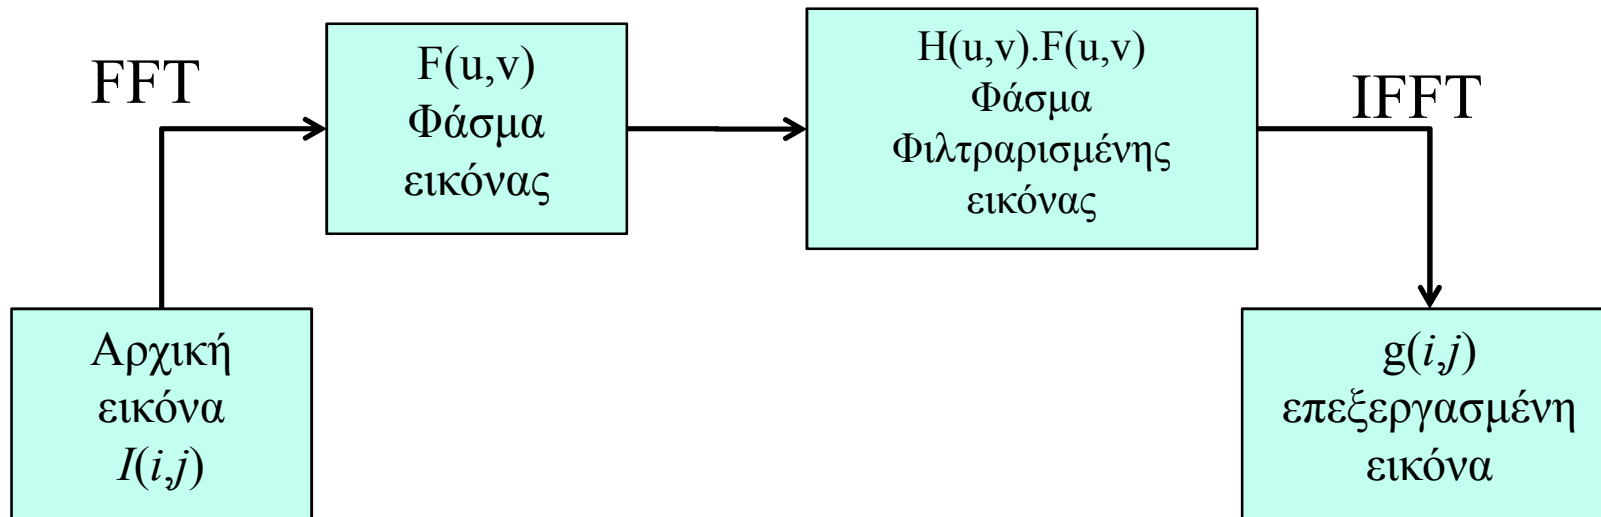 FFT
F(u,v)
Φάσμα
εικόνας
H(u,v).F(u,v)
Φάσμα
Φιλτραρισμένης
εικόνας
IFFT
Αρχική
εικόνα
I(i,j)
g(i,j)
επεξεργασμένη
εικόνα